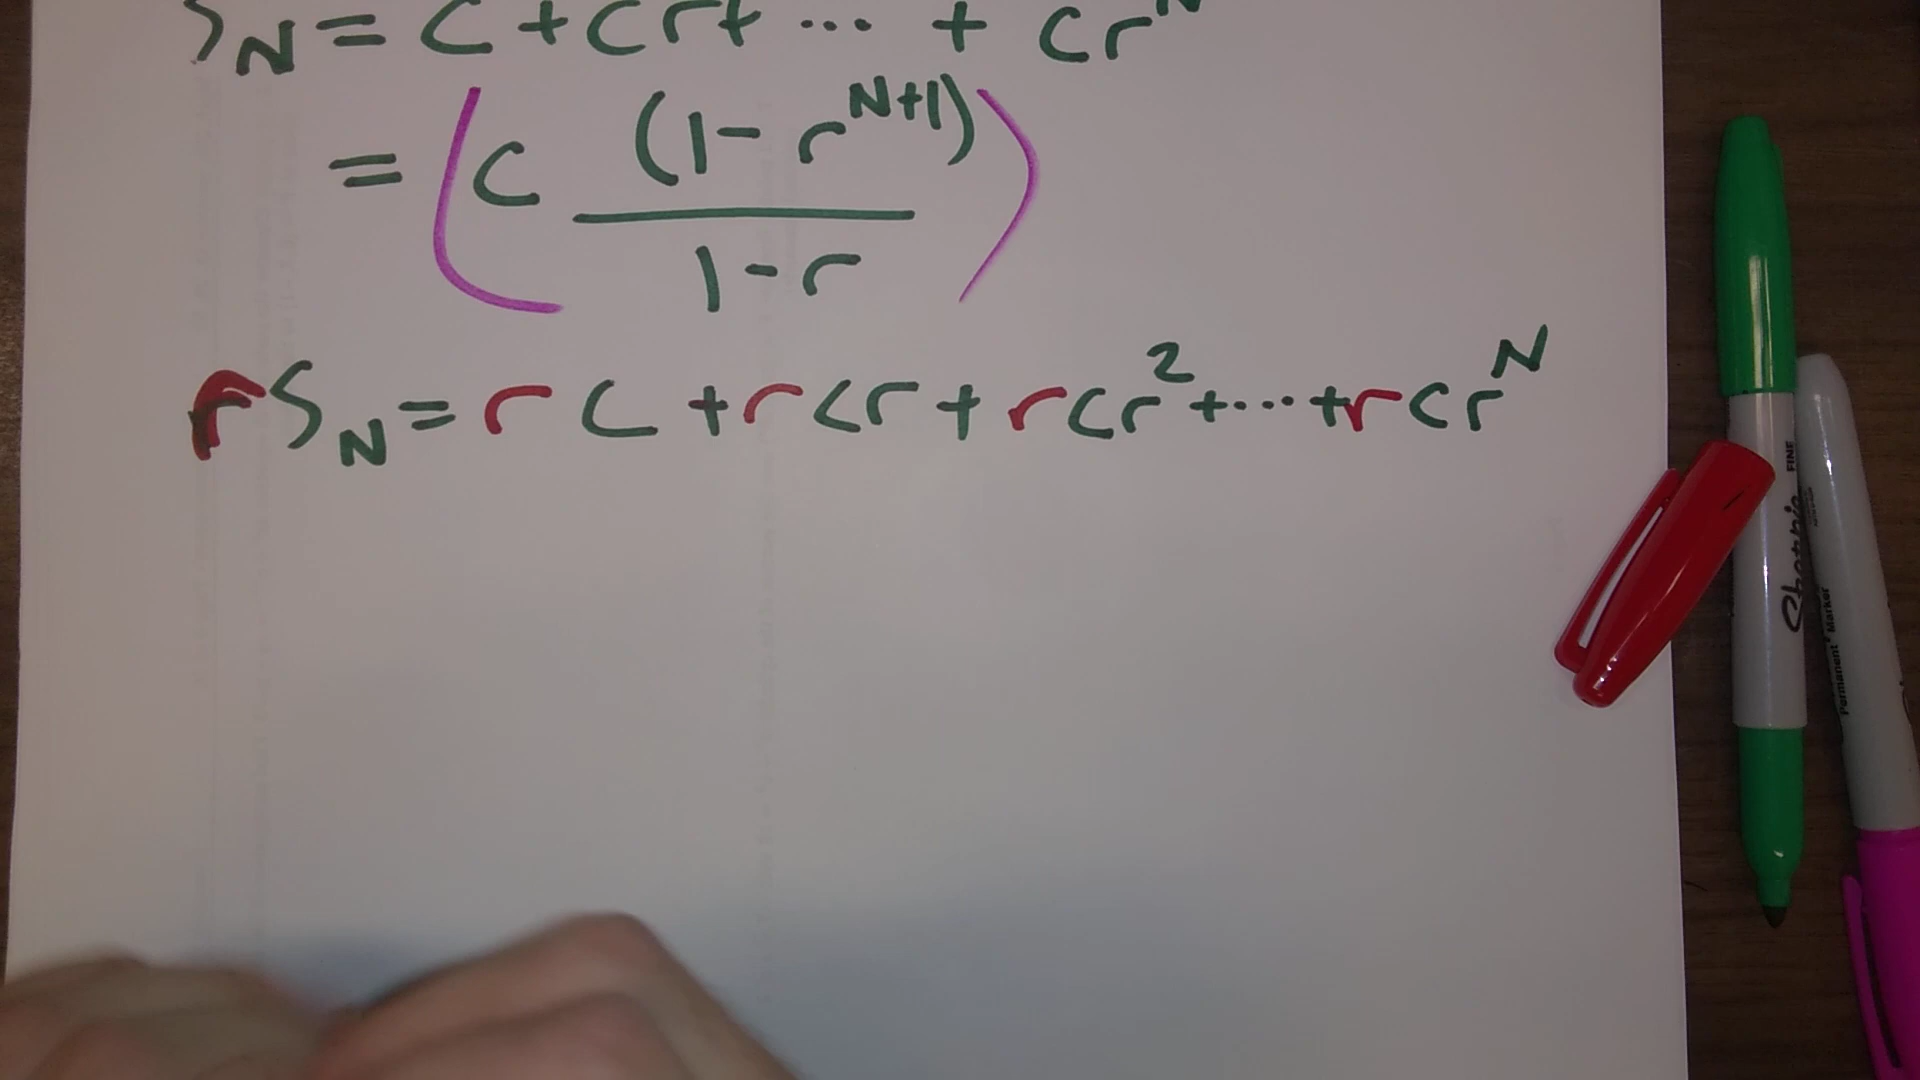 S_N = C + Cr + ... + Cr^N
= (C (1 - r^{N+1}) / (1 - r))
rS_N = rC + rCr + rCr^2 + ... + rCr^N
FINE
Sharpie
Permanent Marker